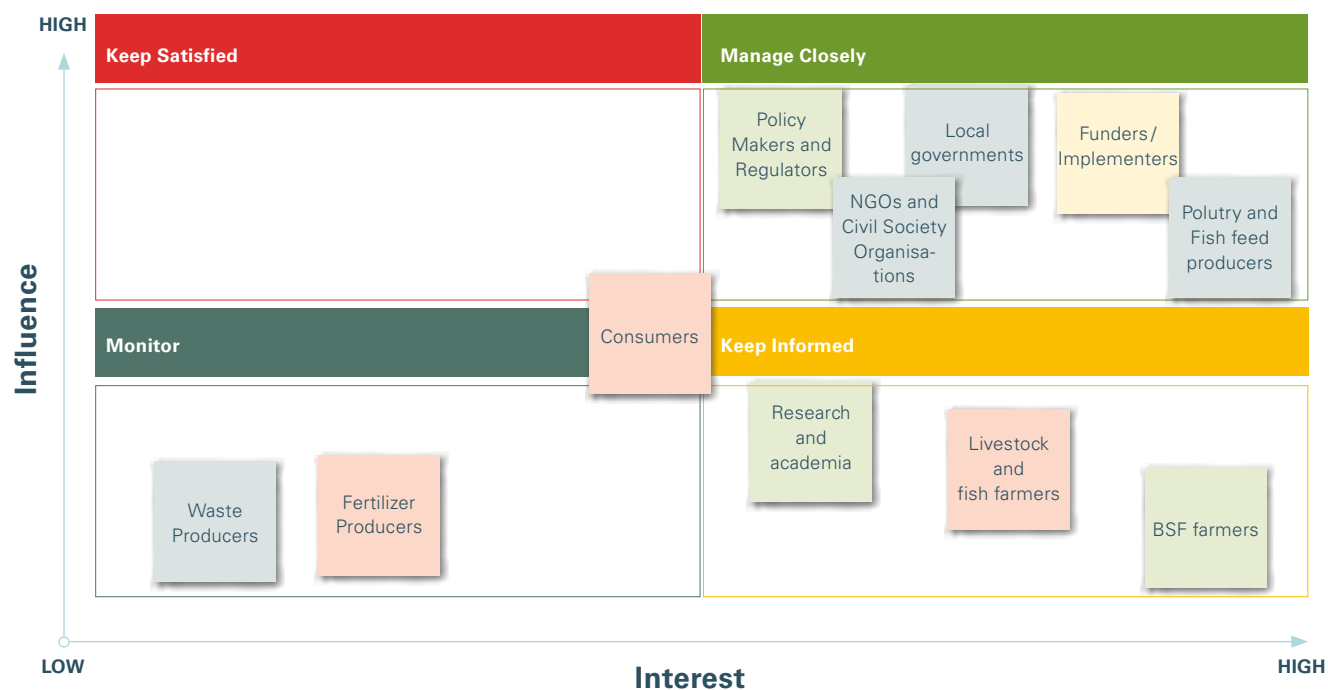 HIGH
Keep Satisfied
Manage Closely
Policy
Makers and
Regulators
Local
governments
Funders/
Implementers
NGOs and
Civil Society
Organisa-
tions
Polutry and
Fish feed
producers
Influence
Consumers
Monitor
Keep Informed
Research
and
academia
Livestock
and
fish farmers
BSF farmers
Waste
Producers
Fertilizer
Producers
LOW
Interest
HIGH